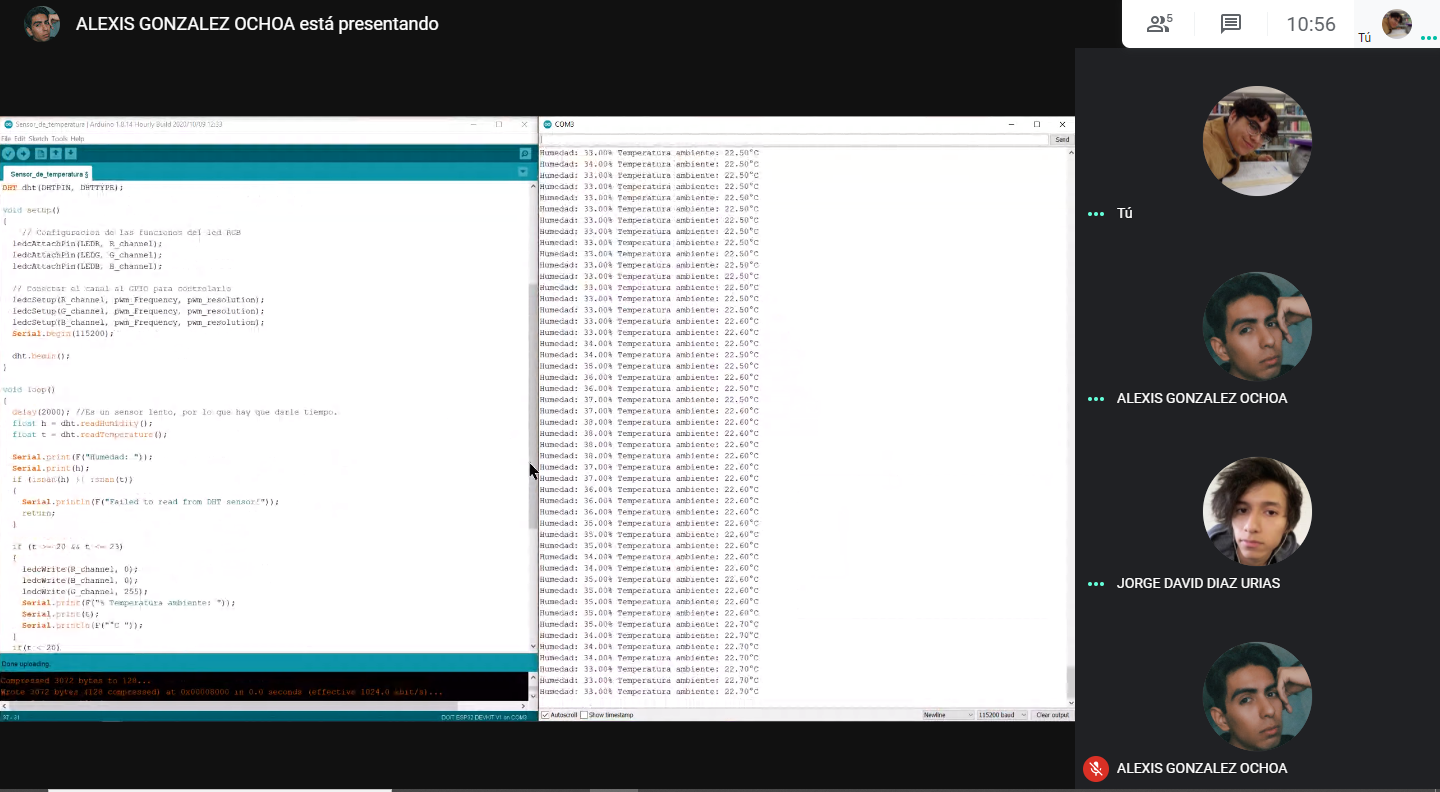 ALEXIS GONZALEZ OCHOA está presentando
5
10:56
Tú
Sensor_de_temperatura | Arduino 1.8.14 Hourly Build 2020/10/09 12:33
File Edit Sketch Tools Help
Sensor_de_temperatura §
DHT dht(DHTPIN, DHTTYPE);
void setup()
{
// Configuracion de las funciones del led RGB
ledcAttachPin(LEDR, R_channel);
ledcAttachPin(LEDG, G_channel);
ledcAttachPin(LEDB, B_channel);
// Conectar el canal al GPIO para controlarlo
ledcSetup(R_channel, pwm_Frequency, pwm_resolution);
ledcSetup(G_channel, pwm_Frequency, pwm_resolution);
ledcSetup(B_channel, pwm_Frequency, pwm_resolution);
Serial.begin(115200);
dht.begin();
}
void loop()
{
delay(2000); //Es un sensor lento, por lo que hay que darle tiempo.
float h = dht.readHumidity();
float t = dht.readTemperature();
Serial.print(F("Humedad: "));
Serial.print(h);
if (isnan(h) || isnan(t))
{
Serial.println(F("Failed to read from DHT sensor!"));
return;
}
if (t >= 20 && t <= 23)
{
ledcWrite(R_channel, 0);
ledcWrite(B_channel, 0);
ledcWrite(G_channel, 255);
Serial.print(F("% Temperatura ambiente: "));
Serial.print(t);
Serial.println(F("°C "));
}
if(t < 20)
Done uploading.
Compressed 3072 bytes to 128...
Wrote 3072 bytes (128 compressed) at 0x00008000 in 0.0 seconds (effective 1024.0 kbit/s)...
DOIT ESP32 DEVKIT V1 on COM3
COM3
Send
Humedad: 33.00% Temperatura ambiente: 22.50°C
Humedad: 34.00% Temperatura ambiente: 22.50°C
Humedad: 33.00% Temperatura ambiente: 22.50°C
Humedad: 33.00% Temperatura ambiente: 22.50°C
Humedad: 33.00% Temperatura ambiente: 22.50°C
Humedad: 33.00% Temperatura ambiente: 22.50°C
Humedad: 33.00% Temperatura ambiente: 22.50°C
Humedad: 33.00% Temperatura ambiente: 22.50°C
Humedad: 33.00% Temperatura ambiente: 22.50°C
Humedad: 33.00% Temperatura ambiente: 22.50°C
Humedad: 33.00% Temperatura ambiente: 22.50°C
Humedad: 33.00% Temperatura ambiente: 22.50°C
Humedad: 33.00% Temperatura ambiente: 22.50°C
Humedad: 33.00% Temperatura ambiente: 22.50°C
Humedad: 33.00% Temperatura ambiente: 22.50°C
Humedad: 33.00% Temperatura ambiente: 22.60°C
Humedad: 33.00% Temperatura ambiente: 22.60°C
Humedad: 34.00% Temperatura ambiente: 22.50°C
Humedad: 34.00% Temperatura ambiente: 22.50°C
Humedad: 35.00% Temperatura ambiente: 22.50°C
Humedad: 36.00% Temperatura ambiente: 22.60°C
Humedad: 36.00% Temperatura ambiente: 22.50°C
Humedad: 37.00% Temperatura ambiente: 22.50°C
Humedad: 37.00% Temperatura ambiente: 22.60°C
Humedad: 38.00% Temperatura ambiente: 22.60°C
Humedad: 38.00% Temperatura ambiente: 22.60°C
Humedad: 38.00% Temperatura ambiente: 22.60°C
Humedad: 38.00% Temperatura ambiente: 22.60°C
Humedad: 37.00% Temperatura ambiente: 22.60°C
Humedad: 37.00% Temperatura ambiente: 22.60°C
Humedad: 36.00% Temperatura ambiente: 22.60°C
Humedad: 36.00% Temperatura ambiente: 22.60°C
Humedad: 36.00% Temperatura ambiente: 22.60°C
Humedad: 35.00% Temperatura ambiente: 22.60°C
Humedad: 35.00% Temperatura ambiente: 22.60°C
Humedad: 35.00% Temperatura ambiente: 22.60°C
Humedad: 34.00% Temperatura ambiente: 22.60°C
Humedad: 34.00% Temperatura ambiente: 22.60°C
Humedad: 35.00% Temperatura ambiente: 22.60°C
Humedad: 35.00% Temperatura ambiente: 22.60°C
Humedad: 35.00% Temperatura ambiente: 22.60°C
Humedad: 35.00% Temperatura ambiente: 22.60°C
Humedad: 35.00% Temperatura ambiente: 22.70°C
Humedad: 34.00% Temperatura ambiente: 22.70°C
Humedad: 34.00% Temperatura ambiente: 22.70°C
Humedad: 34.00% Temperatura ambiente: 22.70°C
Humedad: 33.00% Temperatura ambiente: 22.70°C
Humedad: 33.00% Temperatura ambiente: 22.70°C
Humedad: 33.00% Temperatura ambiente: 22.70°C
Autoscroll Show timestamp
Newline
115200 baud
Clear output
Tú
ALEXIS GONZALEZ OCHOA
JORGE DAVID DIAZ URIAS
ALEXIS GONZALEZ OCHOA